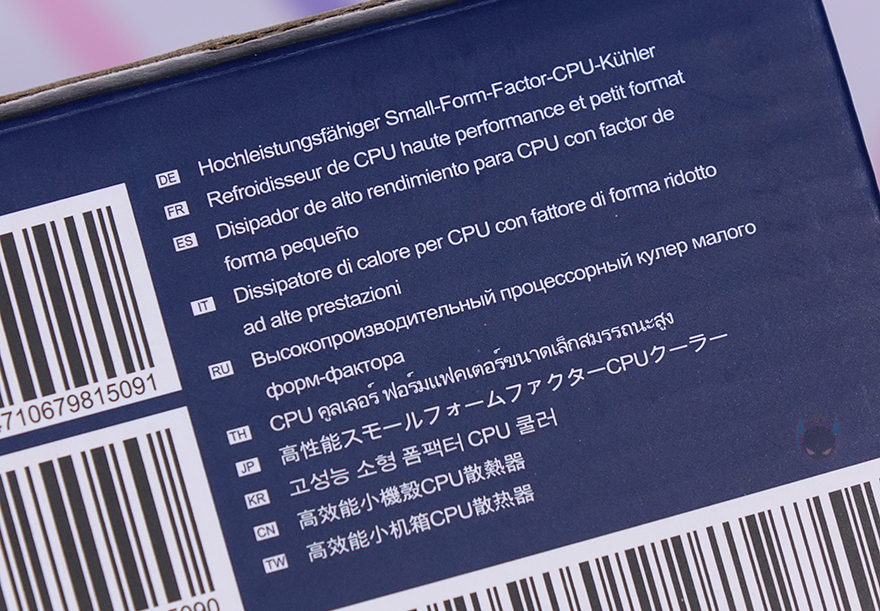 DE Hochleistungsfähiger Small-Form-Factor-CPU-Kühler
FR Refroidisseur de CPU haute performance et petit format
ES Disipador de alto rendimiento para CPU con factor de
forma pequeño
IT Dissipatore di calore per CPU con fattore di forma ridotto
ad alte prestazioni
RU Высокопроизводительный процессорный кулер малого
форм-фактора
TH CPU คูลเลอร์ ฟอร์มแฟคเตอร์ขนาดเล็กสมรรถนะสูง
JP 高性能スモールフォームファクターCPUクーラー
KR 고성능 소형 폼팩터 CPU 쿨러
CN 高效能小機殼CPU散熱器
TW 高效能小机箱CPU散热器
4710679815091